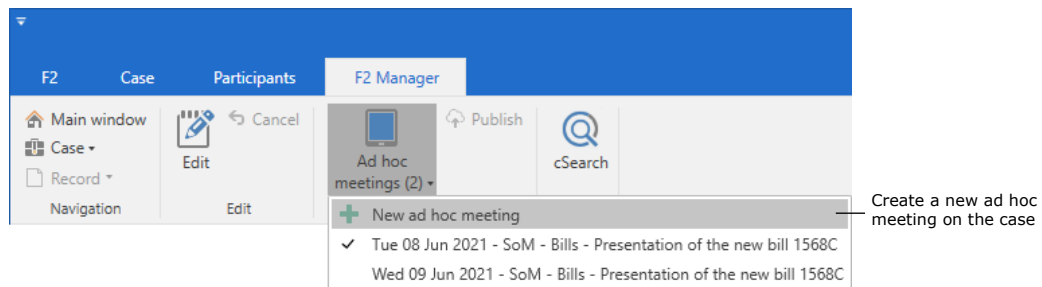 F2 Case Participants F2 Manager
Main window
Case
Record
Navigation
Edit
Cancel
Edit
Ad hoc
meetings (2)
Publish
cSearch
New ad hoc meeting
Tue 08 Jun 2021 - SoM - Bills - Presentation of the new bill 1568C
Wed 09 Jun 2021 - SoM - Bills - Presentation of the new bill 1568C
Create a new ad hoc
meeting on the case